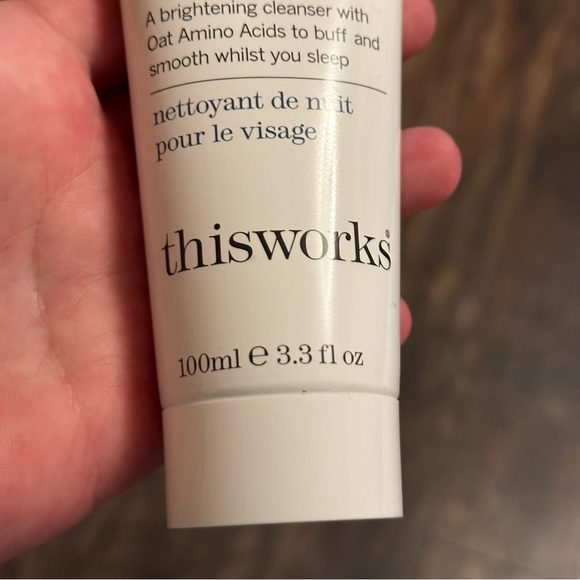 A brightening cleanser with
Oat Amino Acids to buff and
smooth whilst you sleep
nettoyant de nuit
pour le visage
thisworks®
100ml ℮ 3.3 fl oz